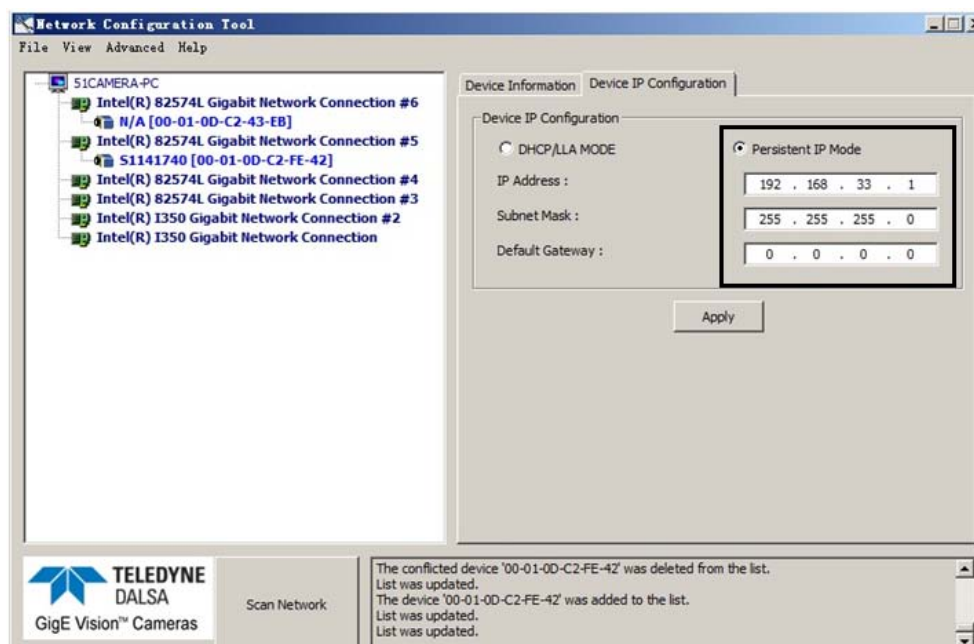 Network Configuration Tool
File View Advanced Help
51CAMERA-PC
Intel(R) 82574L Gigabit Network Connection #6
N/A [00-01-0D-C2-43-EB]
Intel(R) 82574L Gigabit Network Connection #5
S1141740 [00-01-0D-C2-FE-42]
Intel(R) 82574L Gigabit Network Connection #4
Intel(R) 82574L Gigabit Network Connection #3
Intel(R) I350 Gigabit Network Connection #2
Intel(R) I350 Gigabit Network Connection
Device Information Device IP Configuration
Device IP Configuration
DHCP/LLA MODE Persistent IP Mode
IP Address : 192 . 168 . 33 . 1
Subnet Mask : 255 . 255 . 255 . 0
Default Gateway : 0 . 0 . 0 . 0
Apply
TELEDYNE
DALSA
GigE Vision™ Cameras
Scan Network
The conflicted device '00-01-0D-C2-FE-42' was deleted from the list.
List was updated.
The device '00-01-0D-C2-FE-42' was added to the list.
List was updated.
List was updated.